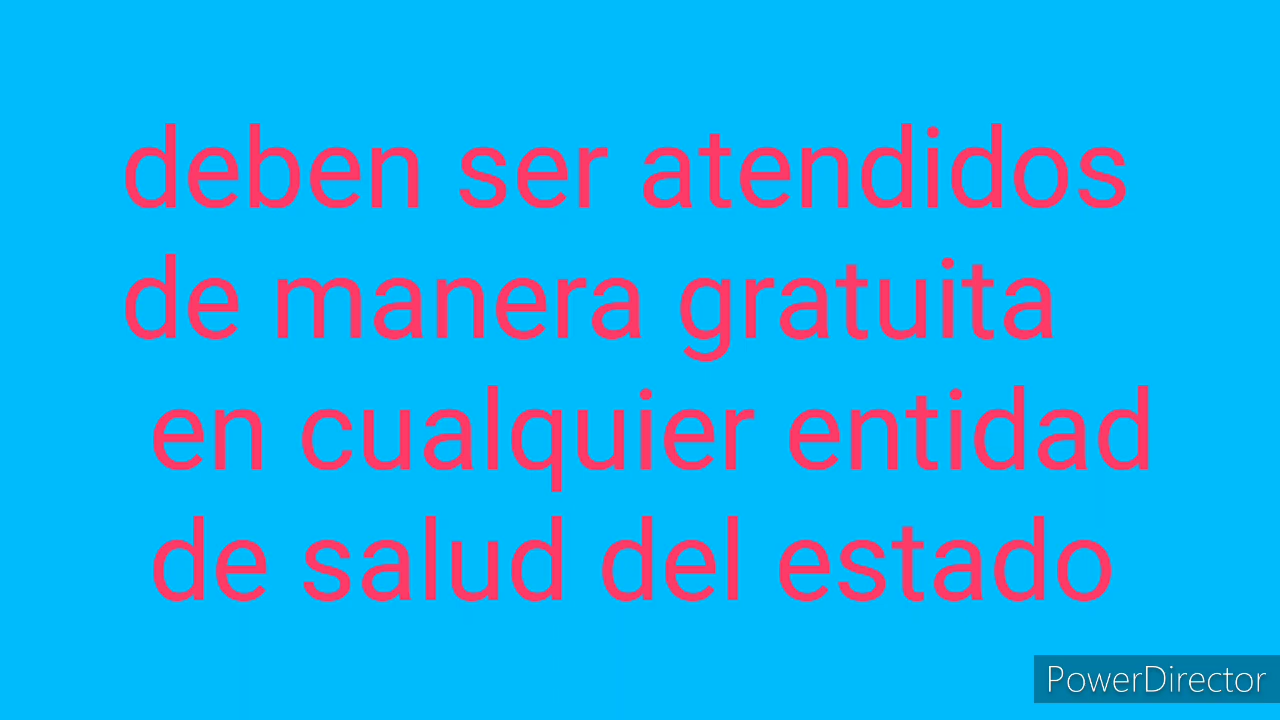 deben ser atendidos
de manera gratuita
en cualquier entidad
de salud del estado
PowerDirector